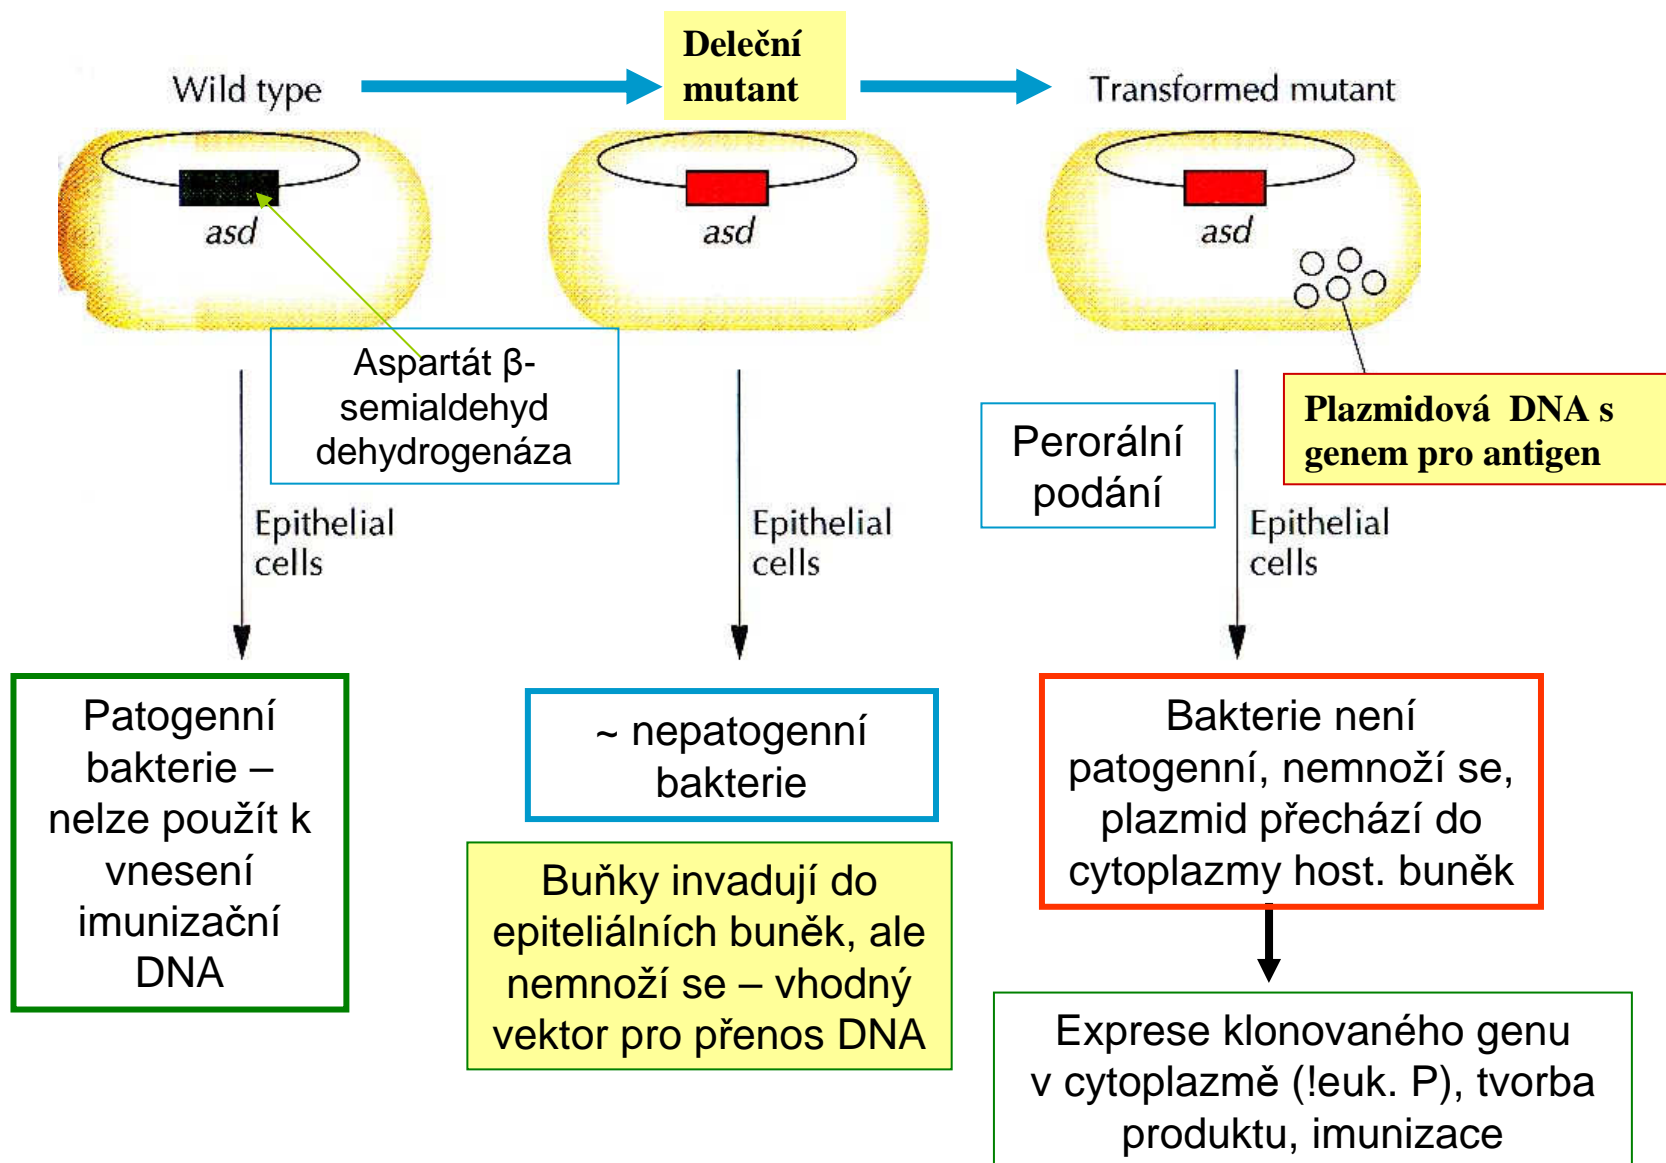 Wild type
Deleční
mutant
Transformed mutant
asd
asd
asd
Aspartát β-
semialdehyd
dehydrogenáza
Perorální
podání
Plazmidová DNA s
genem pro antigen
Epithelial
cells
Epithelial
cells
Epithelial
cells
Patogenní
bakterie –
nelze použít k
vnesení
imunizační
DNA
~ nepatogenní
bakterie
Buňky invadují do
epiteliálních buněk, ale
nemnoží se – vhodný
vektor pro přenos DNA
Bakterie není
patogenní, nemnoží se,
plazmid přechází do
cytoplazmy host. buněk
Exprese klonovaného genu
v cytoplazmě (!euk. P), tvorba
produktu, imunizace